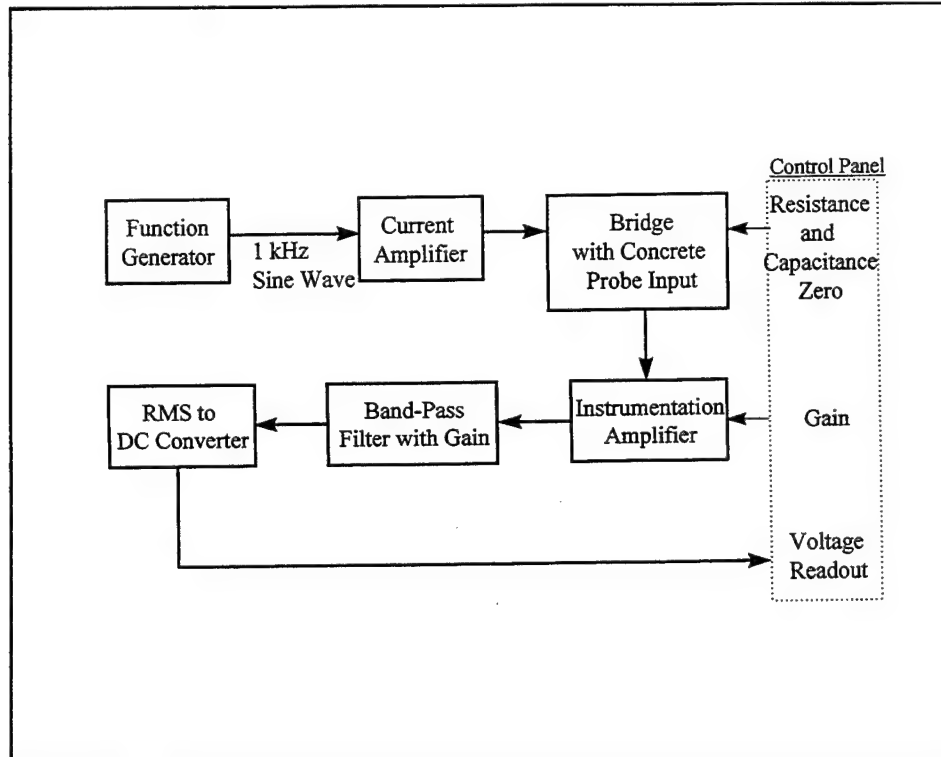 Control Panel
Function
Generator
1 kHz
Sine Wave
Current
Amplifier
Bridge
with Concrete
Probe Input
Resistance
and
Capacitance
Zero
RMS to
DC Converter
Band-Pass
Filter with Gain
Instrumentation
Amplifier
Gain
Voltage
Readout